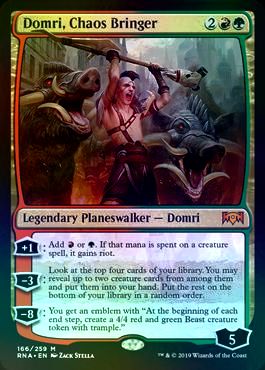 Domri, Chaos Bringer 2
Legendary Planeswalker — Domri
+1: Add or . If that mana is spent on a creature
spell, it gains riot.
-3: Look at the top four cards of your library. You may
reveal up to two creature cards from among them
and put them into your hand. Put the rest on the
bottom of your library in a random order.
-8: You get an emblem with “At the beginning of each
end step, create a 4/4 red and green Beast creature
token with trample.”
5
166/259 M
RNA • EN Zack Stella
™ & © 2019 Wizards of the Coast